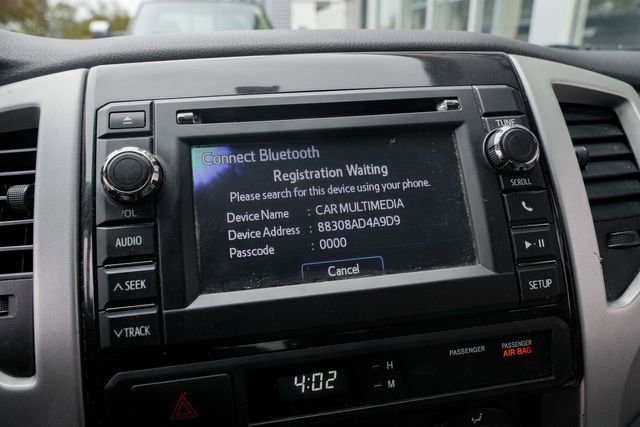 TUNE
Connect Bluetooth
Registration Waiting
Please search for this device using your phone.
SCROLL
Device Name : CAR MULTIMEDIA
Device Address : 88308AD4A9D9
Passcode : 0000
Cancel
VOL
AUDIO
∧ SEEK
∨ TRACK
SETUP
PASSENGER
PASSENGER
AIR BAG
4:02
H
M